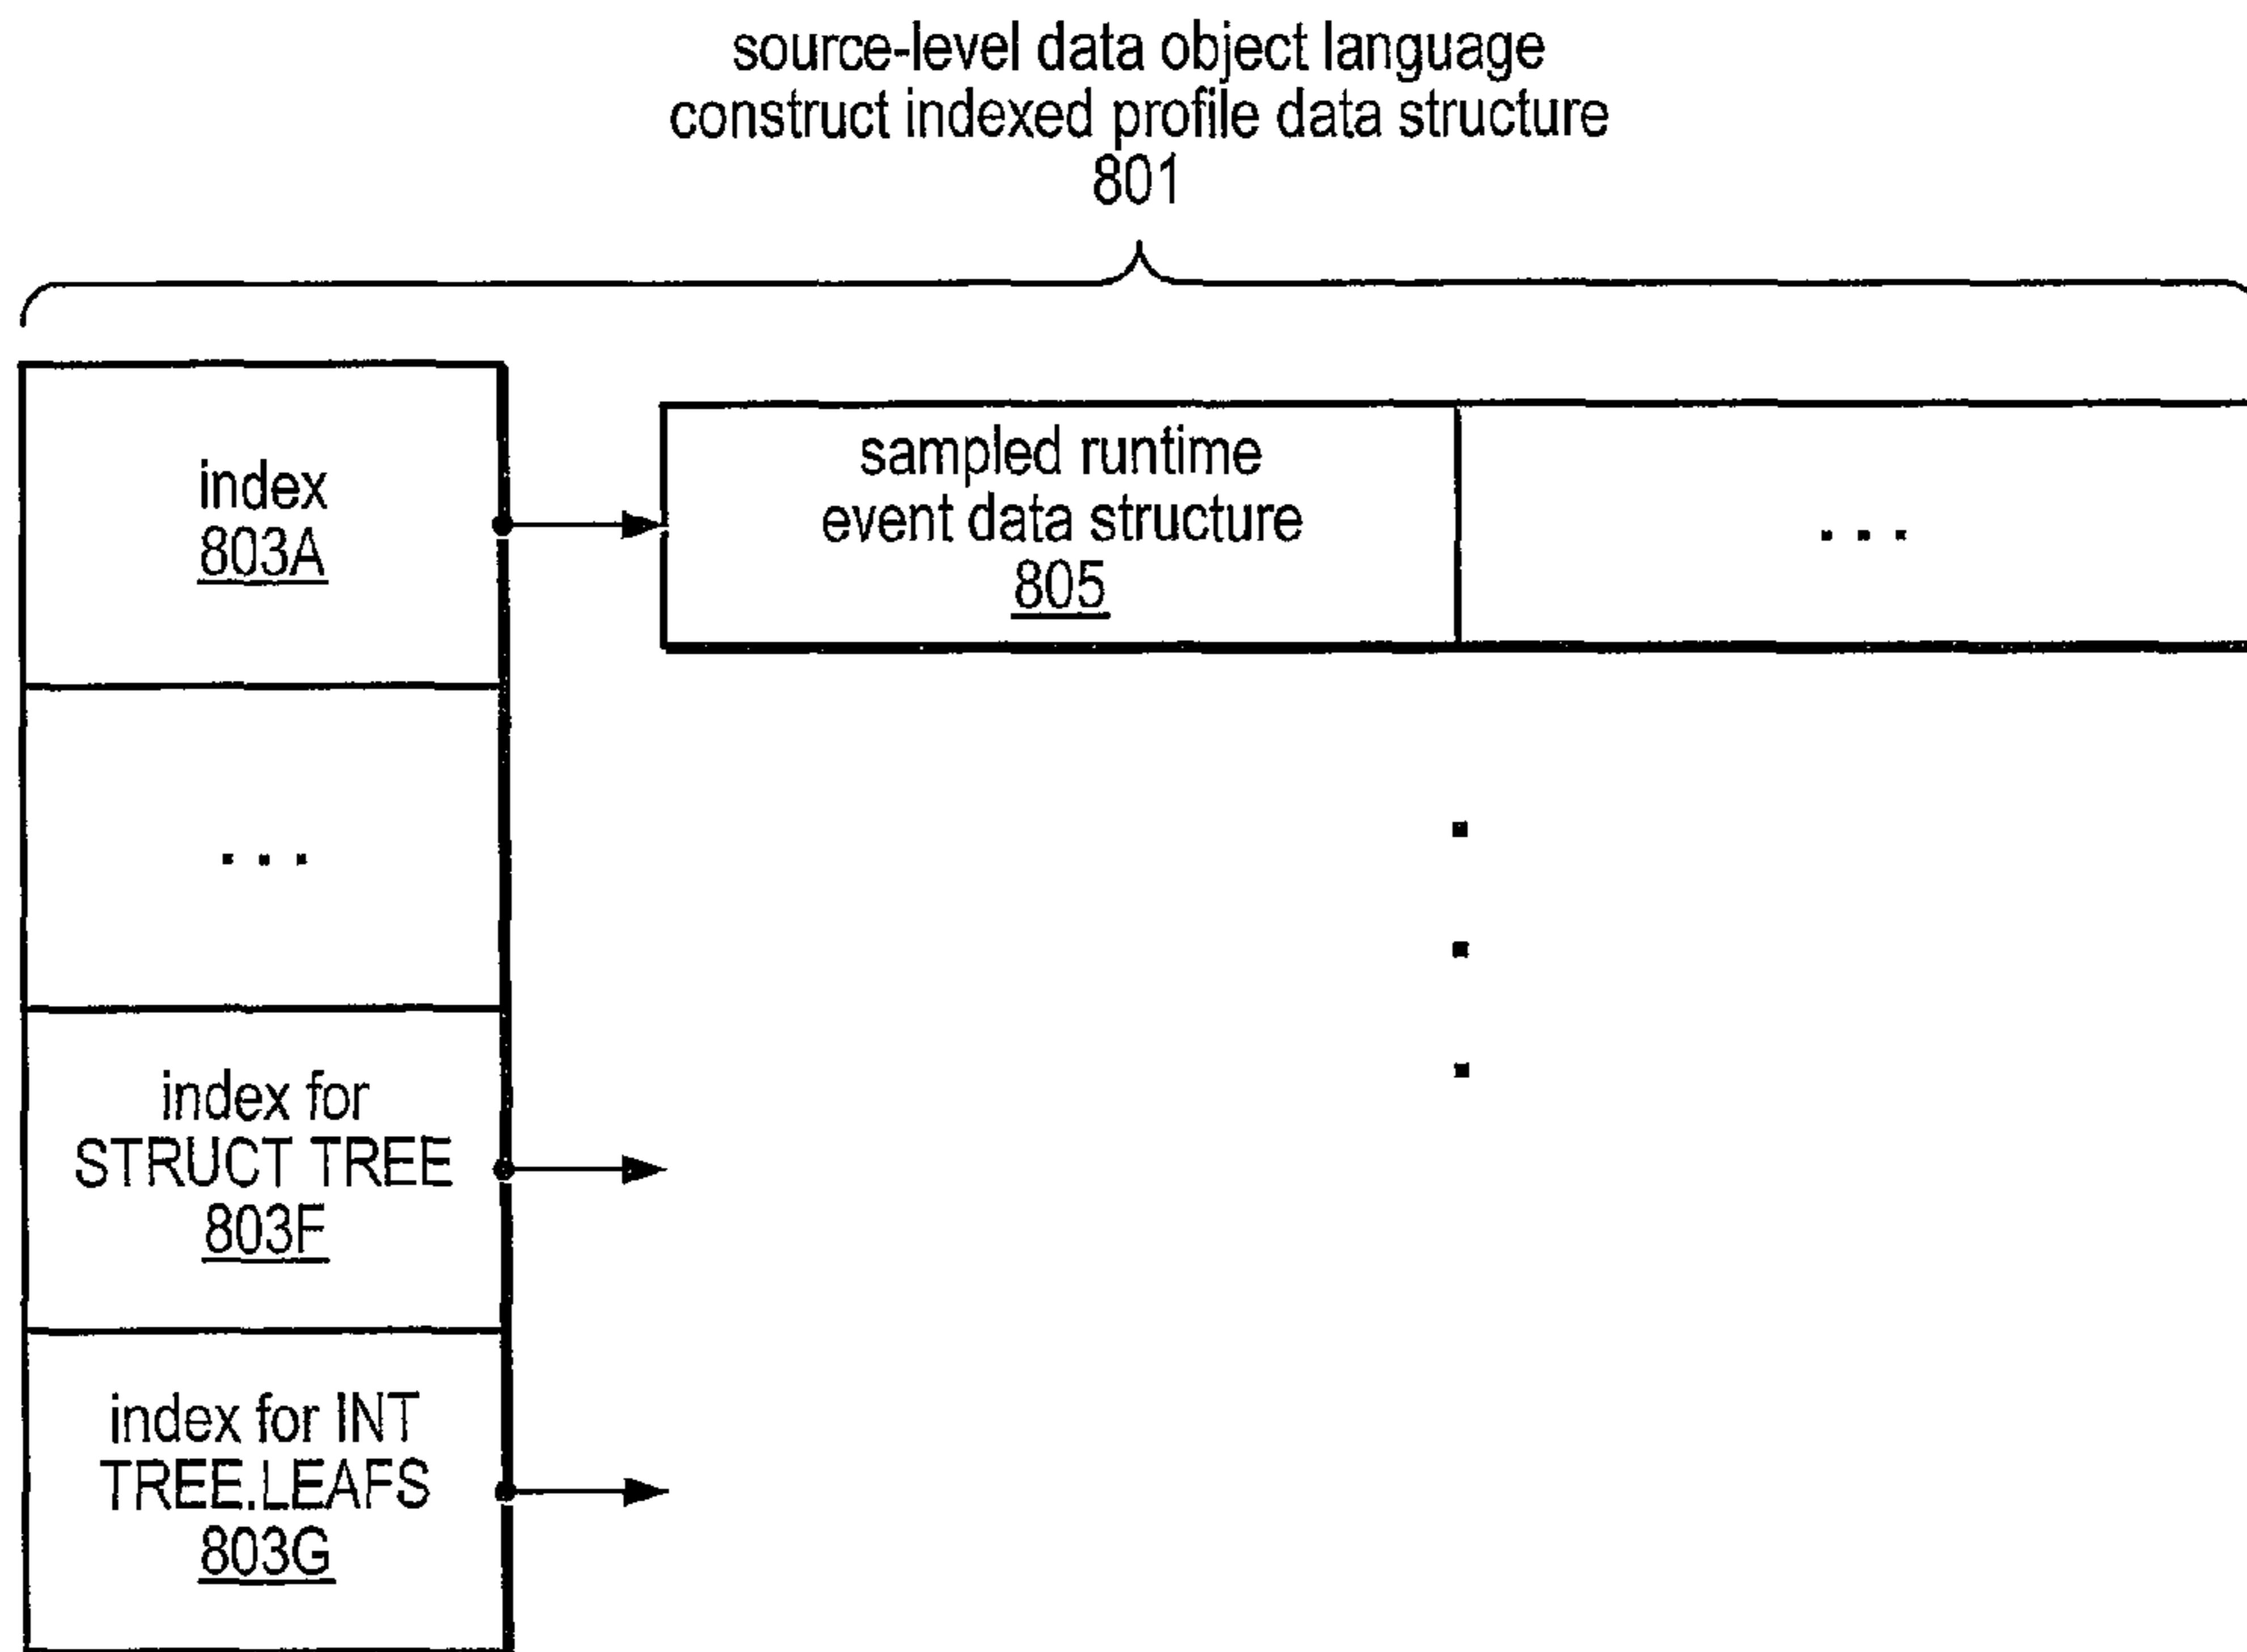 source-level data object language
construct indexed profile data structure
801
index
803A
sampled runtime
event data structure
805
. . .
. . .
index for
STRUCT TREE
803F
index for INT
TREE.LEAFS
803G